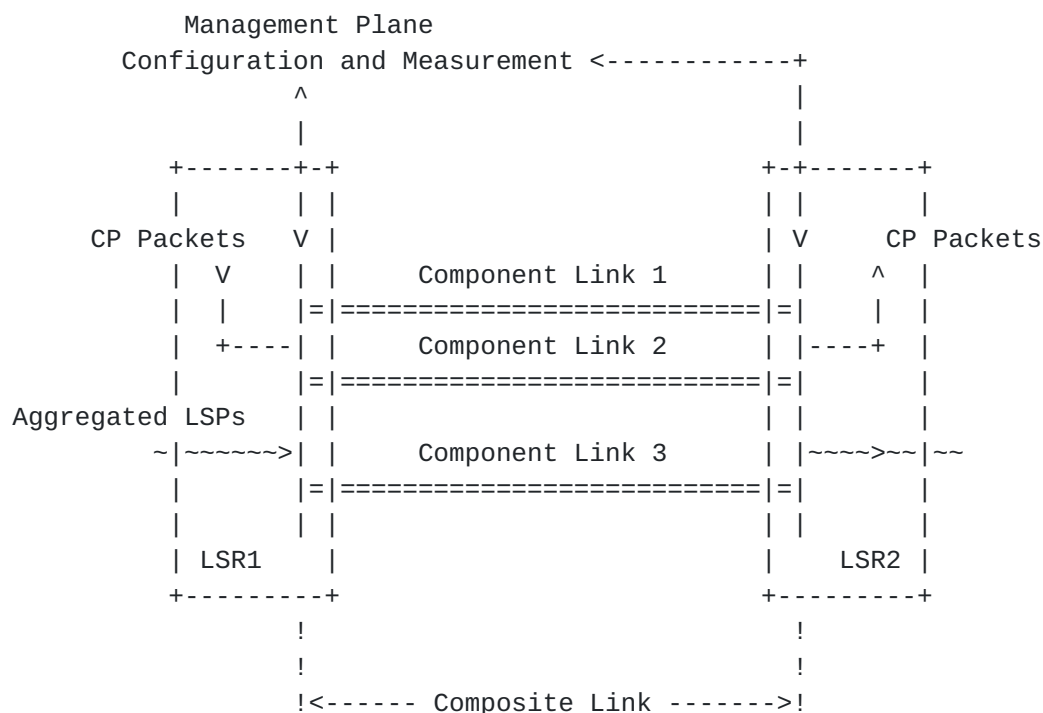 Management Plane
Configuration and Measurement <------------+
^ |
| |
+-------+-+ +-+-------+
| | | | | |
CP Packets V | | V CP Packets
| V | | Component Link 1 | | ^ |
| | |=|===========================|=| | |
| +----| | Component Link 2 | |----+ |
| |=|===========================|=| |
Aggregated LSPs | | | | |
~|~~~~~~>| | Component Link 3 | |~~~~>~~|~~
| |=|===========================|=| |
| | | | | |
| LSR1 | | LSR2 |
+---------+ +---------+
! !
! !
!<------ Composite Link ------->!